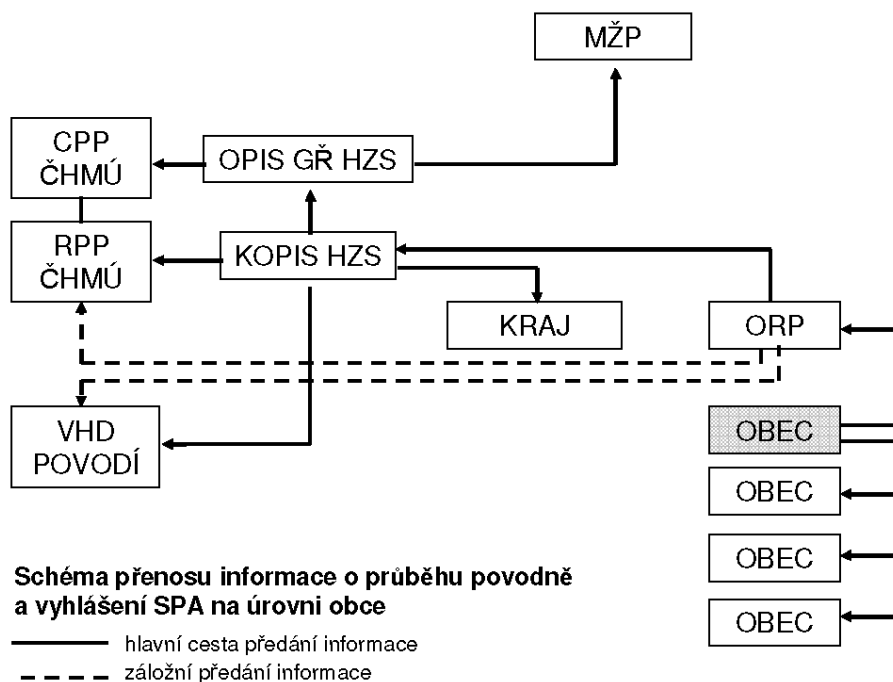 MŽP
CPP
ČHMÚ
OPIS GŘ HZS
RPP
ČHMÚ
KOPIS HZS
KRAJ
ORP
VHD
POVODÍ
OBEC
OBEC
OBEC
OBEC
Schéma přenosu informace o průběhu povodně
a vyhlášení SPA na úrovni obce
hlavní cesta předání informace
záložní předání informace